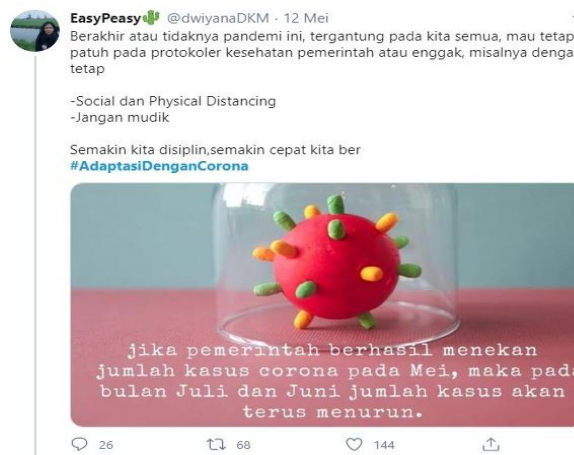 EasyPeasy @dwiyanaDKM · 12 Mei
Berakhir atau tidaknya pandemi ini, tergantung pada kita semua, mau tetap
patuh pada protokoler kesehatan pemerintah atau enggak, misalnya denga
tetap
-Social dan Physical Distancing
-Jangan mudik
Semakin kita disiplin,semakin cepat kita ber
#AdaptasiDenganCorona
jika pemerintah berhasil menekan
jumlah kasus corona pada Mei, maka pada
bulan Juli dan Juni jumlah kasus akan
terus menurun.
26 68 144